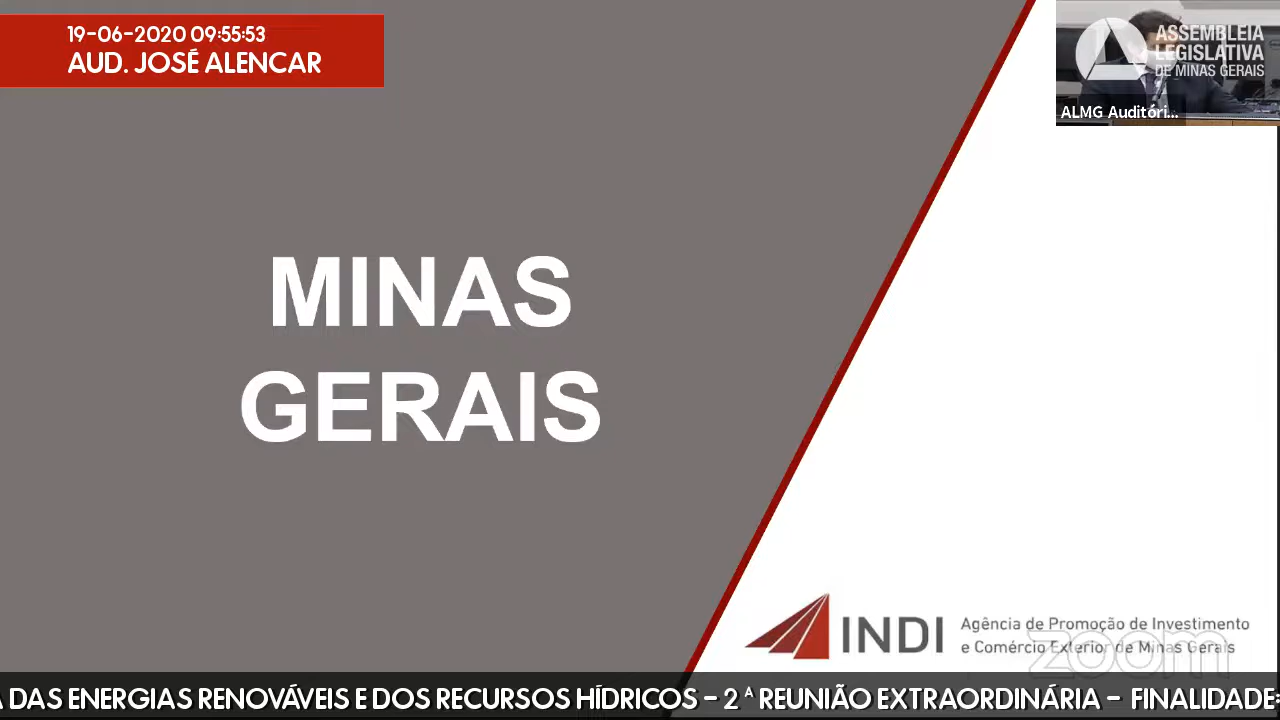 19-06-2020 09:55:53
AUD. JOSÉ ALENCAR
ASSEMBLEIA
LEGISLATIVA
DE MINAS GERAIS
ALMG Auditóri...
MINAS
GERAIS
INDI
Agência de Promoção de Investimento
e Comércio Exterior de Minas Gerais
zoom
A DAS ENERGIAS RENOVÁVEIS E DOS RECURSOS HÍDRICOS - 2 ª REUNIÃO EXTRAORDINÁRIA - FINALIDADE: